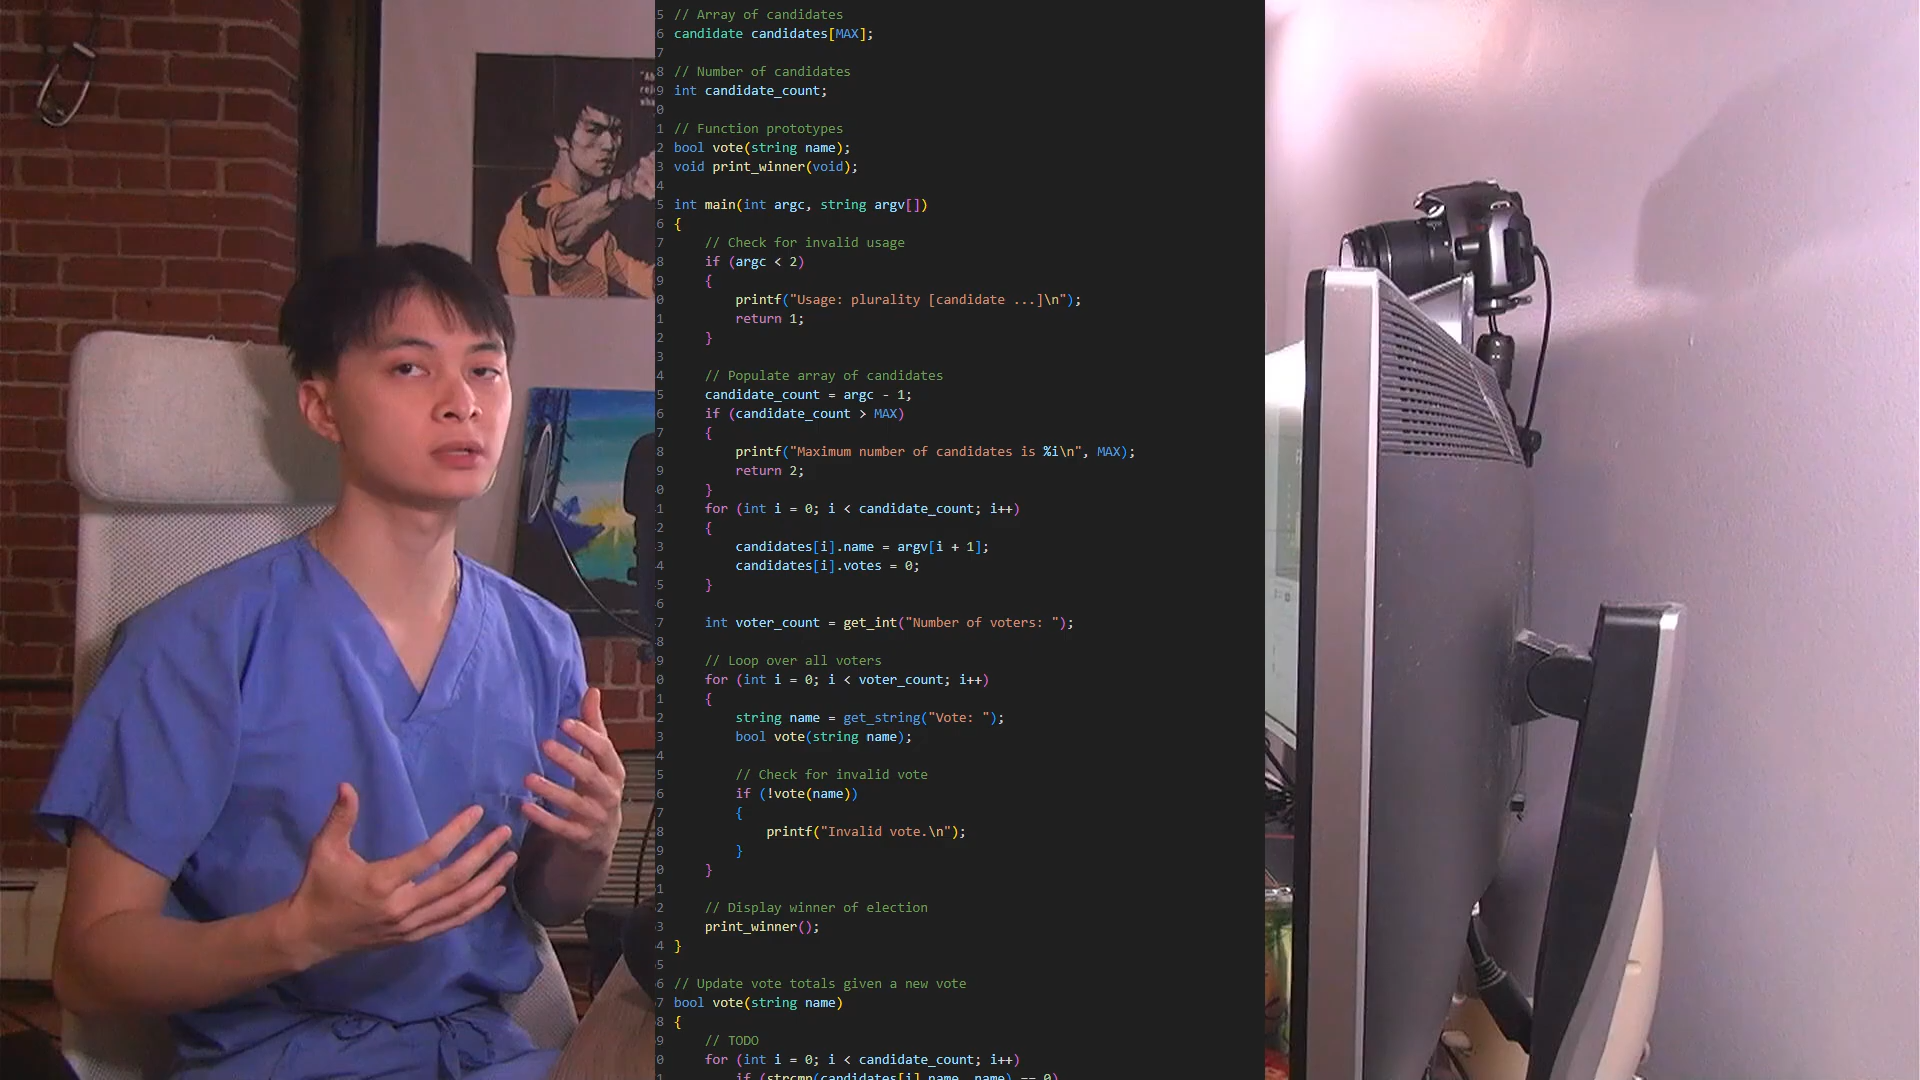 5 // Array of candidates
6 candidate candidates[MAX];
7
8 // Number of candidates
9 int candidate_count;
0
1 // Function prototypes
2 bool vote(string name);
3 void print_winner(void);
4
5 int main(int argc, string argv[])
6 {
7 // Check for invalid usage
8 if (argc < 2)
9 {
0 printf("Usage: plurality [candidate ...]\n");
1 return 1;
2 }
3
4 // Populate array of candidates
5 candidate_count = argc - 1;
6 if (candidate_count > MAX)
7 {
8 printf("Maximum number of candidates is %i\n", MAX);
9 return 2;
0 }
1 for (int i = 0; i < candidate_count; i++)
2 {
3 candidates[i].name = argv[i + 1];
4 candidates[i].votes = 0;
5 }
6
7 int voter_count = get_int("Number of voters: ");
8
9 // Loop over all voters
0 for (int i = 0; i < voter_count; i++)
1 {
2 string name = get_string("Vote: ");
3 bool vote(string name);
4
5 // Check for invalid vote
6 if (!vote(name))
7 {
8 printf("Invalid vote.\n");
9 }
0 }
1
2 // Display winner of election
3 print_winner();
4 }
5
6 // Update vote totals given a new vote
7 bool vote(string name)
8 {
9 // TODO
0 for (int i = 0; i < candidate_count; i++)
1 if (strcmp(candidates[i].name, name) == 0)